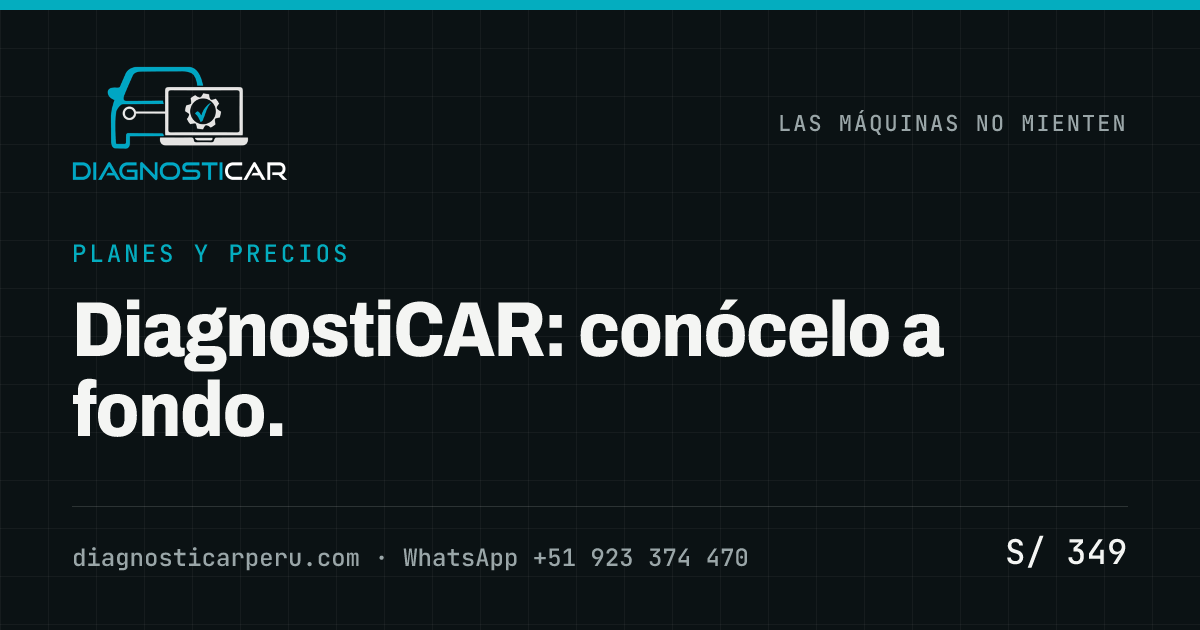 DIAGNOSTICAR
LAS MÁQUINAS NO MIENTEN
PLANES Y PRECIOS
DiagnostiCAR: conócelo a
fondo.
diagnosticarperu.com · WhatsApp +51 923 374 470
S/ 349